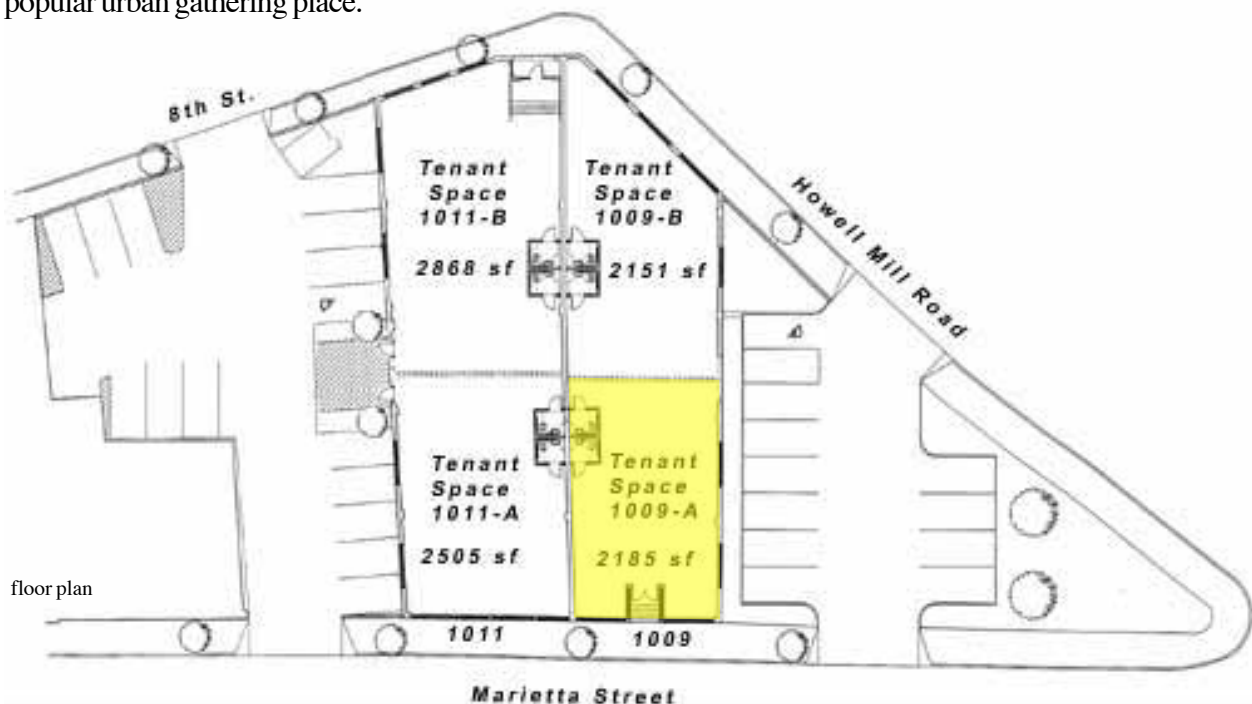 popular urban gathering place.
8th St.
Howell Mill Road
Tenant
Space
1011-B
2868 sf
Tenant
Space
1009-B
2151 sf
Tenant
Space
1011-A
2505 sf
Tenant
Space
1009-A
2185 sf
floor plan
1011
1009
Marietta Street